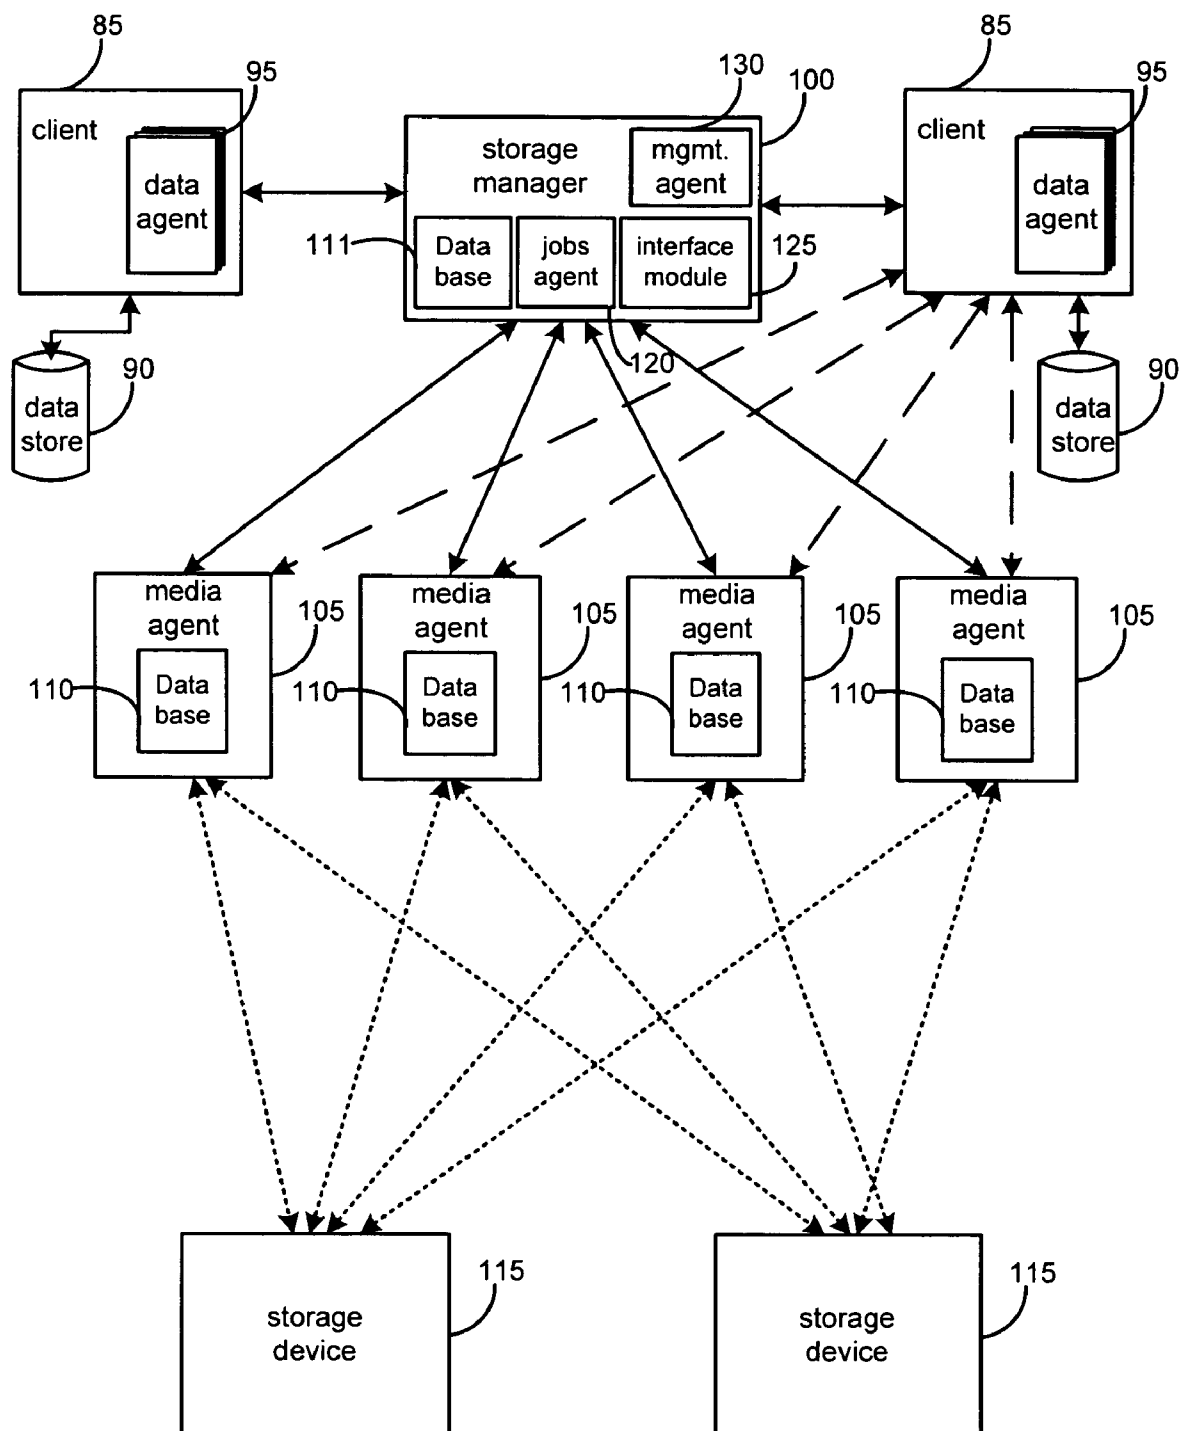 85
95
130
100
85
95
client
data
agent
storage
manager
mgmt.
agent
client
data
agent
111
Data
base
jobs
agent
interface
module
125
120
90
data
store
90
data
store
media
agent
105
110
Data
base
media
agent
105
110
Data
base
media
agent
105
110
Data
base
media
agent
105
110
Data
base
115
storage
device
115
storage
device